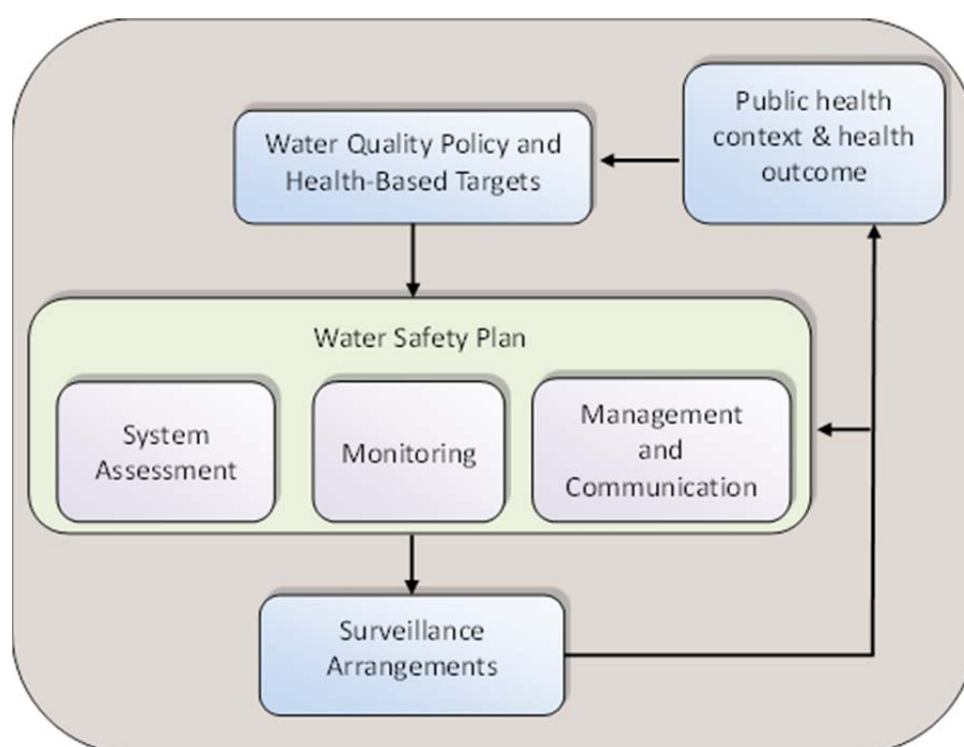 Public health
context & health
outcome
Water Quality Policy and
Health-Based Targets
Water Safety Plan
System
Assessment
Monitoring
Management
and
Communication
Surveillance
Arrangements